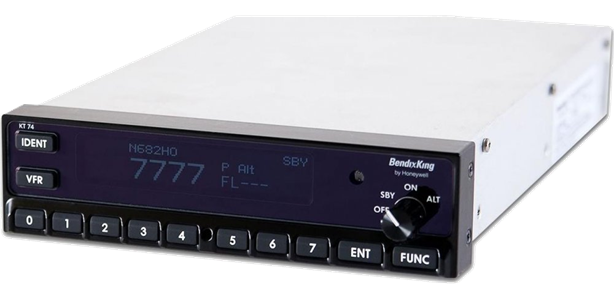 KT 74
IDENT
VFR
N682HO
7777
P Alt
FL---
SBY
BendixKing
by Honeywell
OFF
SBY
ON
ALT
0 1 2 3 4 5 6 7 ENT FUNC